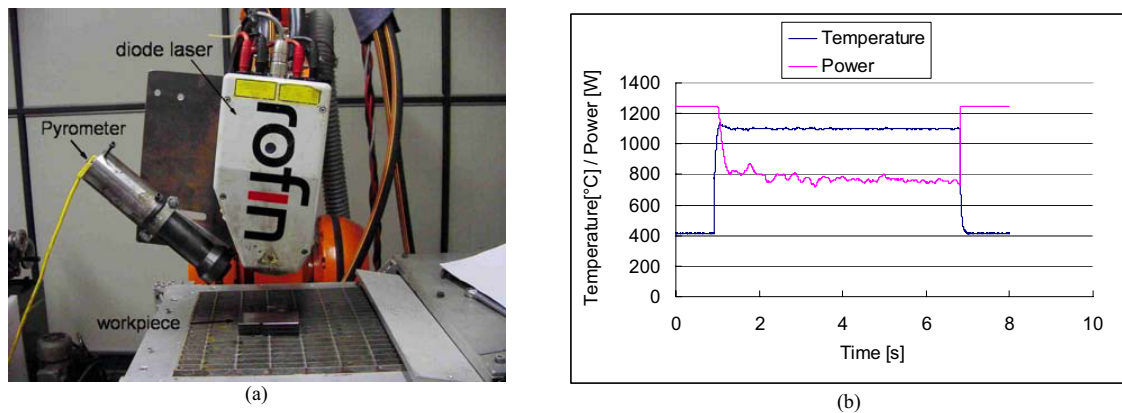 diode laser
Pyrometer
rofin
workpiece
(a)
Temperature
Power
Temperature[°C] / Power [W]
1400
1200
1000
800
600
400
200
0
0 2 4 6 8 10
Time [s]
(b)